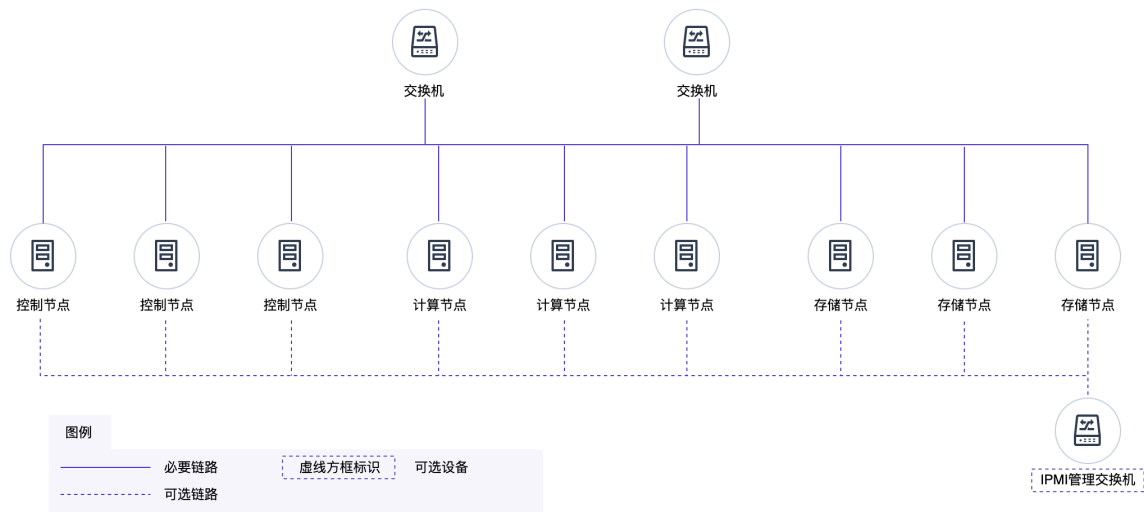 交换机
交换机
控制节点
控制节点
控制节点
计算节点
计算节点
计算节点
存储节点
存储节点
存储节点
IPMI管理交换机
图例
必要链路
虚线方框标识
可选设备
可选链路